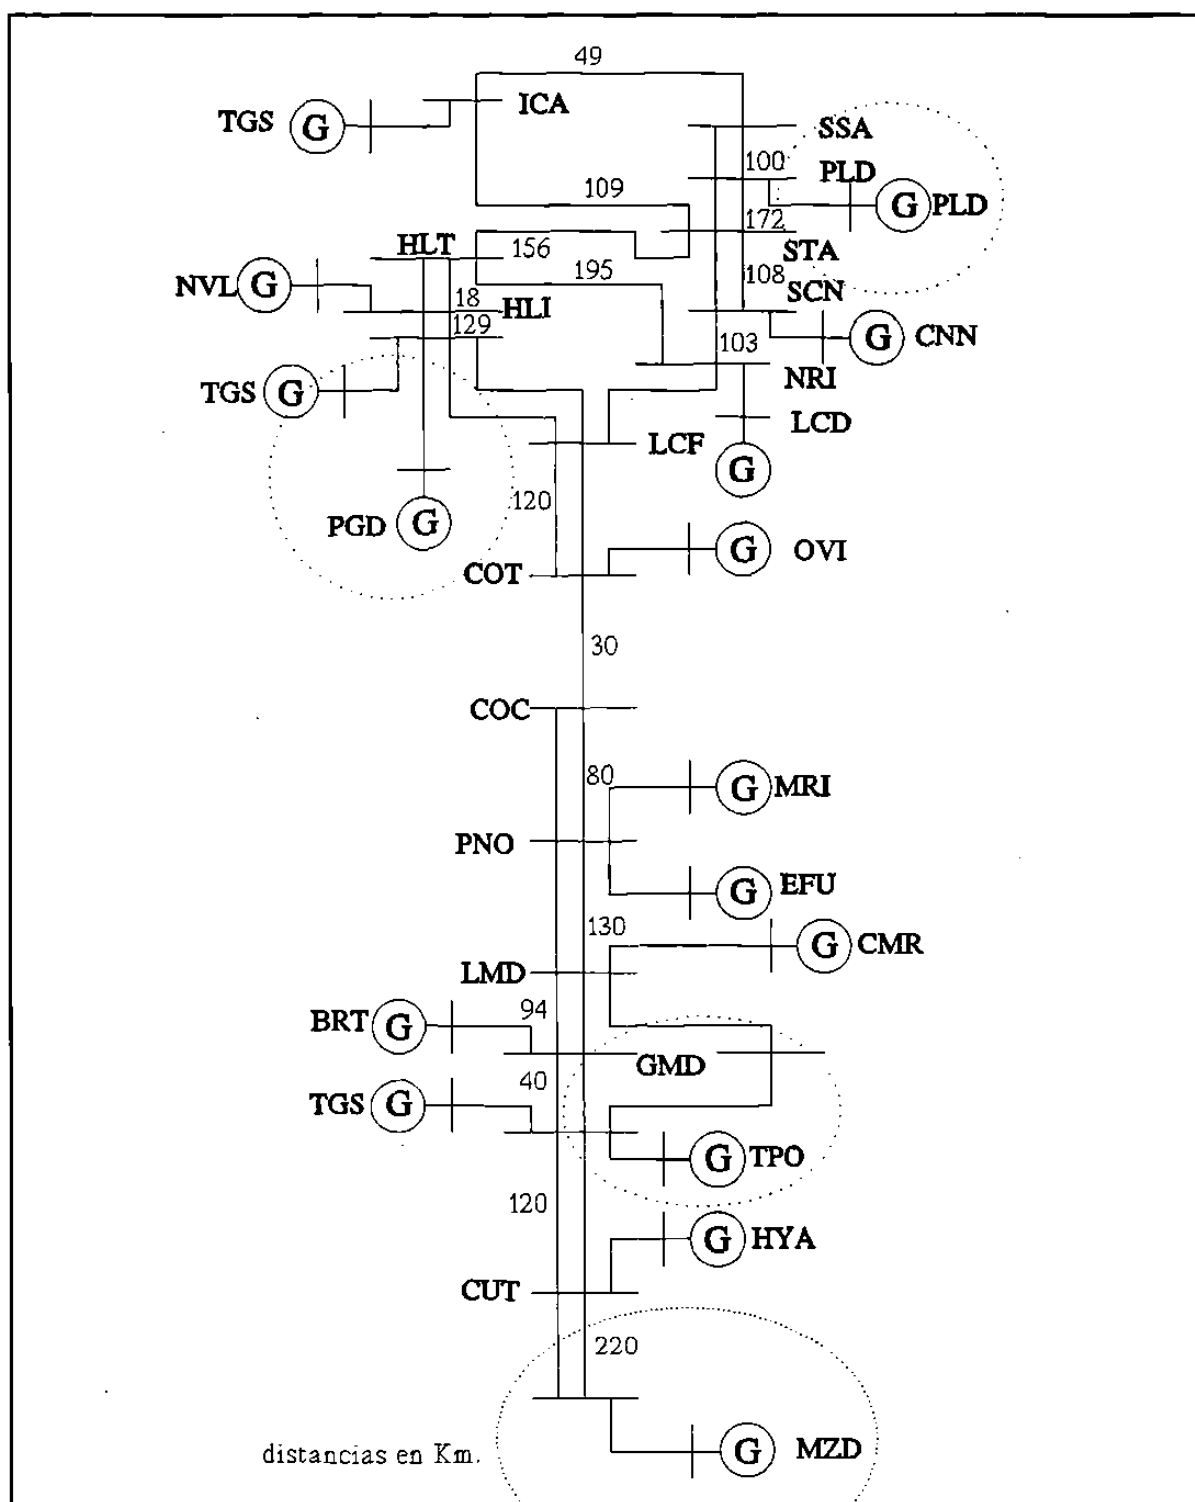 49
TGS G ICA
SSA
100 PLD
109
G PLD
172
HLT 156 STA
195 108
NVL G SCN
18 HLI
129 G CNN
103
NRI
TGS G
LCD
LCF
G
120
PGD G
G OVI
COT
30
COC
80 G MRI
PNO
G EFU
130
G CMR
LMD
94
BRT G
GMD
40
TGS G
G TPO
120
G HYA
CUT
220
G MZD
distancias en Km.